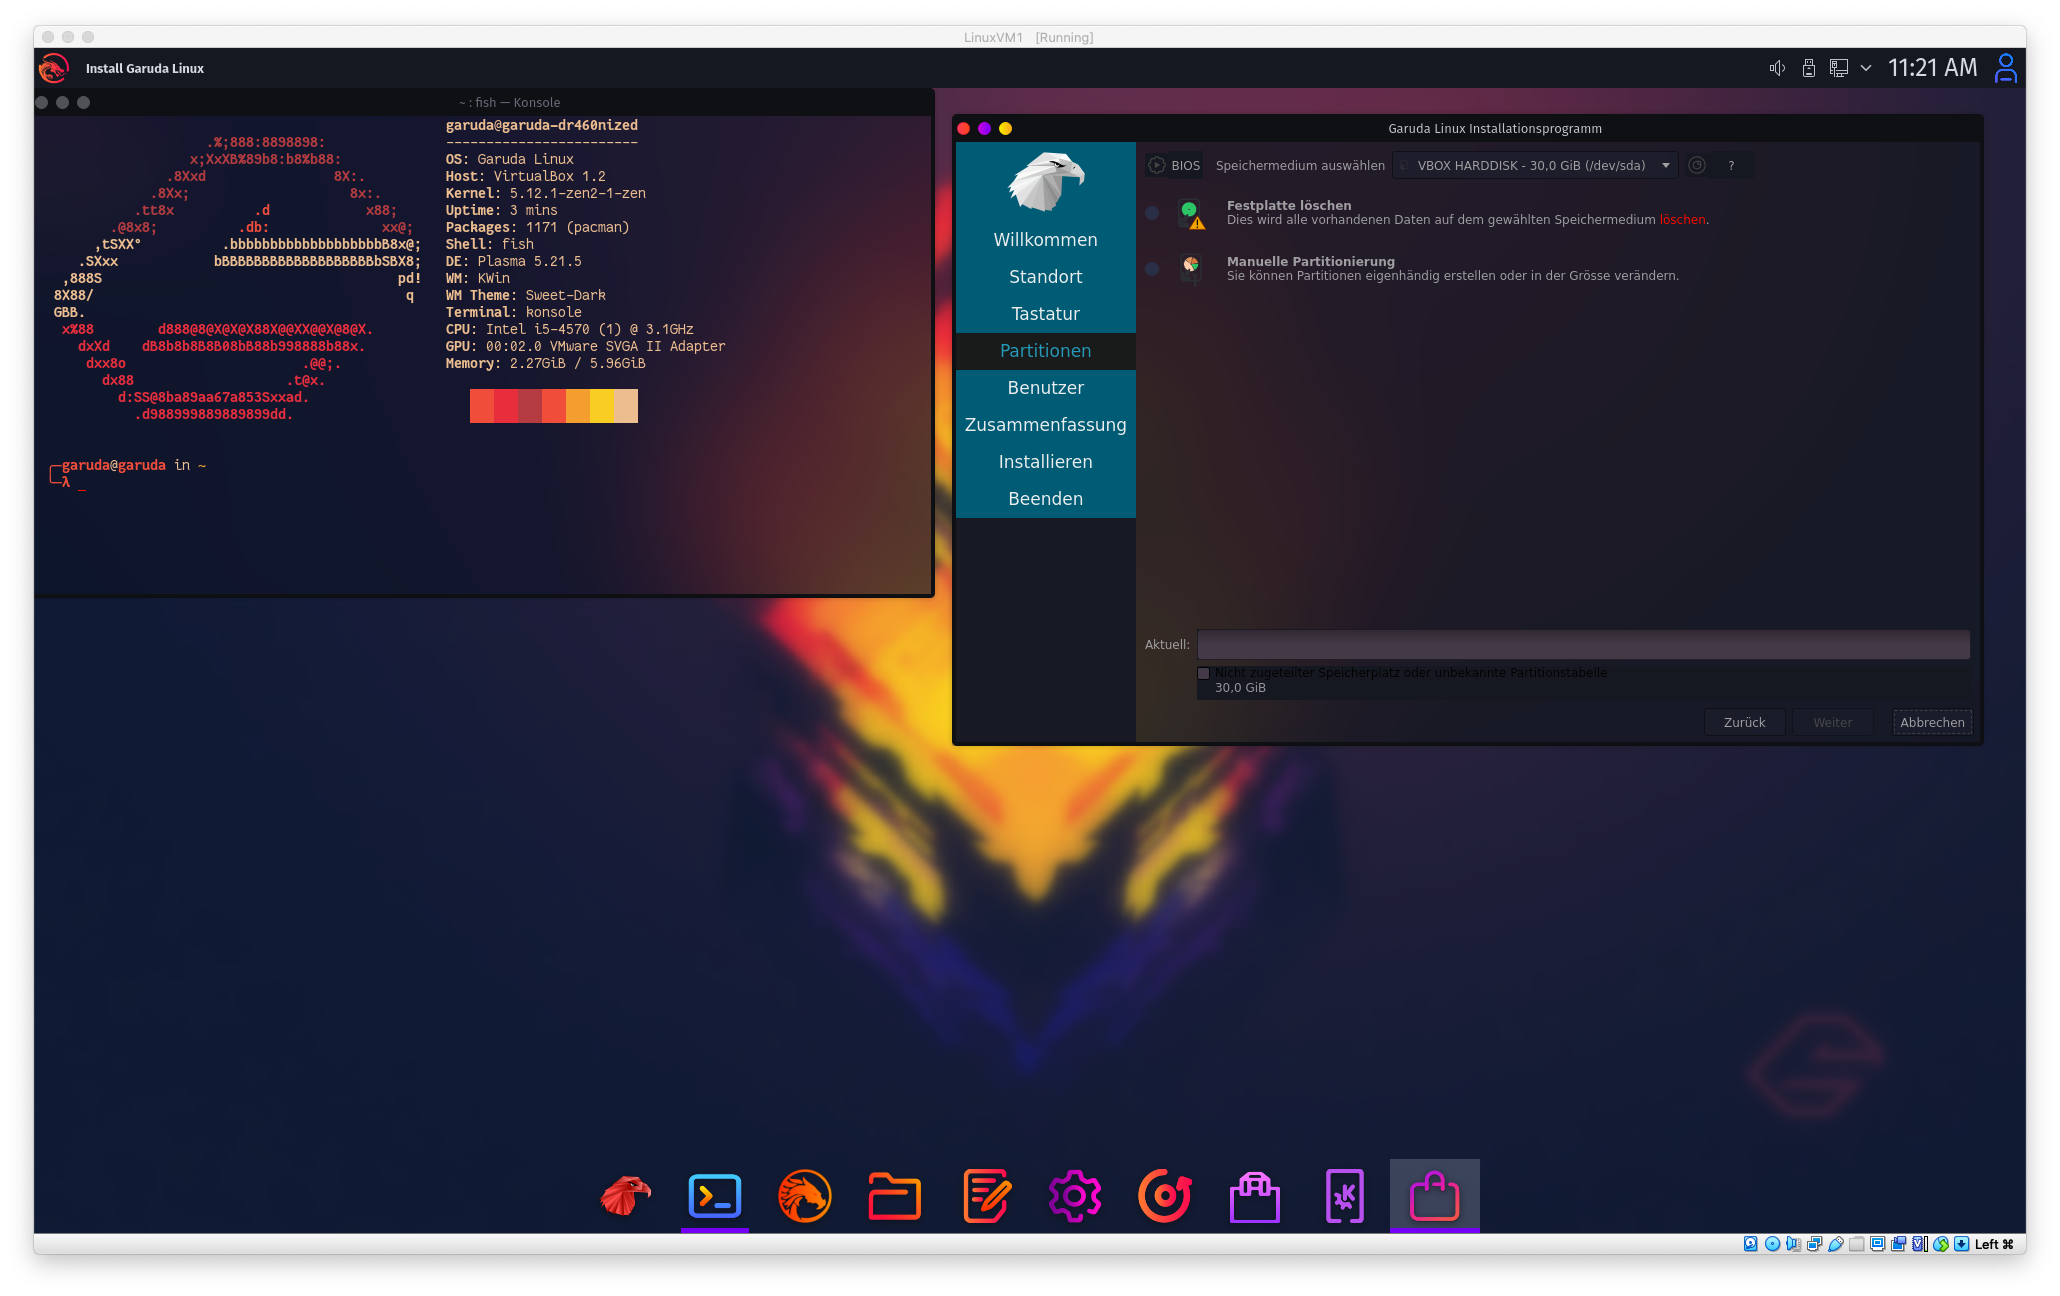 LinuxVM1 [Running]
Install Garuda Linux
11:21 AM
~ : fish — Konsole
.%;888:8898898:
x;XxXB%89b8:b8%b88:
.8Xxd 8X:.
.8Xx; 8x:.
.tt8x .d x88;
.@8x8; .db: xx@;
,tSXX° .bbbbbbbbbbbbbbbbbbbB8x@;
.SXxx bBBBBBBBBBBBBBBBBBBBbSBX8;
,888S pd!
8X88/ q
GBB.
x%88 d888@8@X@X@X88X@@XX@@X@8@X.
dxXd dB8b8b8B8B08bB88b998888b88x.
dxx8o .@@;.
dx88 .t@x.
d:SS@8ba89aa67a853Sxxad.
.d988999889889899dd.
garuda@garuda-dr460nized
------------------------
OS: Garuda Linux
Host: VirtualBox 1.2
Kernel: 5.12.1-zen2-1-zen
Uptime: 3 mins
Packages: 1171 (pacman)
Shell: fish
DE: Plasma 5.21.5
WM: KWin
WM Theme: Sweet-Dark
Terminal: konsole
CPU: Intel i5-4570 (1) @ 3.1GHz
GPU: 00:02.0 VMware SVGA II Adapter
Memory: 2.27GiB / 5.96GiB
garuda@garuda in ~
λ _
Garuda Linux Installationsprogramm
Willkommen
Standort
Tastatur
Partitionen
Benutzer
Zusammenfassung
Installieren
Beenden
BIOS Speichermedium auswählen VBOX HARDDISK - 30,0 GiB (/dev/sda) ?
Festplatte löschen
Dies wird alle vorhandenen Daten auf dem gewählten Speichermedium löschen.
Manuelle Partitionierung
Sie können Partitionen eigenhändig erstellen oder in der Grösse verändern.
Aktuell:
Nicht zugeteilter Speicherplatz oder unbekannte Partitionstabelle
30,0 GiB
Zurück Weiter Abbrechen
Left ⌘